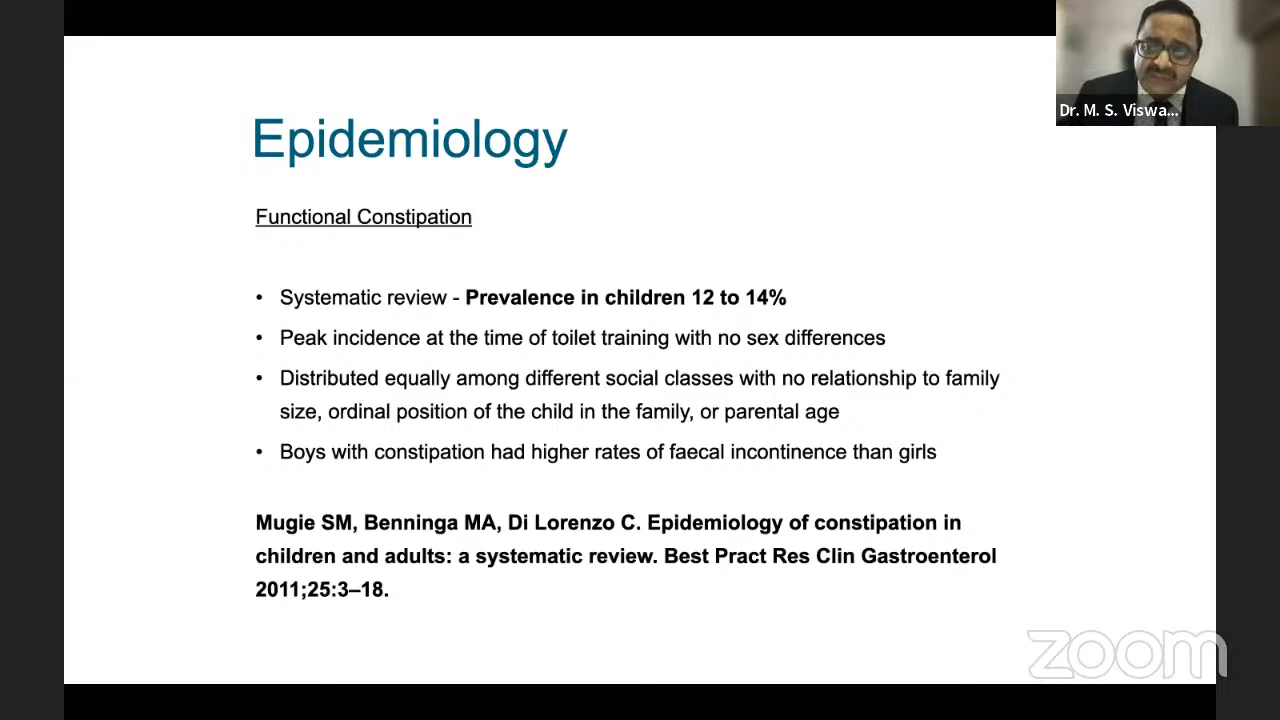 Dr. M. S. Viswa...
Epidemiology
Functional Constipation
• Systematic review - Prevalence in children 12 to 14%
• Peak incidence at the time of toilet training with no sex differences
• Distributed equally among different social classes with no relationship to family
size, ordinal position of the child in the family, or parental age
• Boys with constipation had higher rates of faecal incontinence than girls
Mugie SM, Benninga MA, Di Lorenzo C. Epidemiology of constipation in
children and adults: a systematic review. Best Pract Res Clin Gastroenterol
2011;25:3–18.
zoom